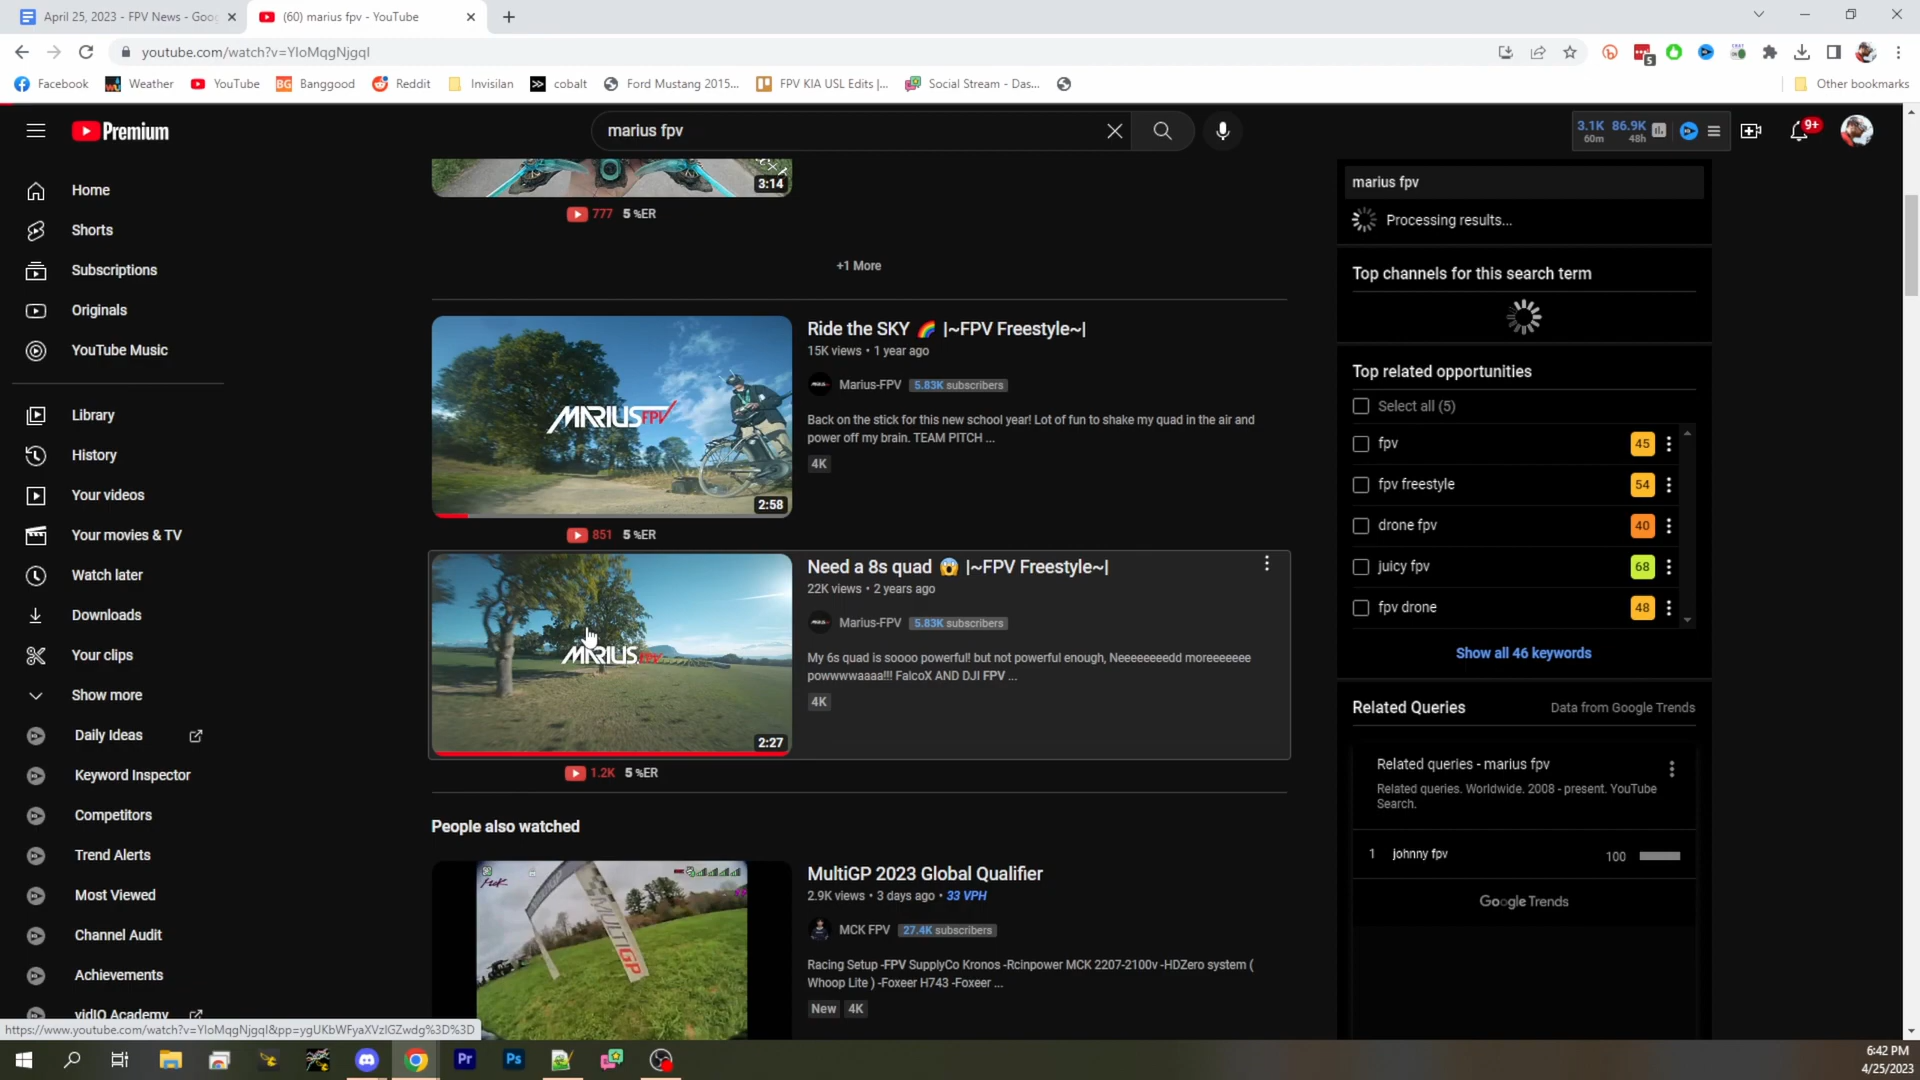 April 25, 2023 - FPV News - Goo
(60) marius fpv - YouTube
youtube.com/watch?v=YIoMqgNjgqI
5
Facebook
Weather
YouTube
BG Banggood
Reddit
Invisilan
cobalt
Ford Mustang 2015...
FPV KIA USL Edits |...
Social Stream - Das...
Other bookmarks
Premium
marius fpv
3.1K 86.9K
60m 48h
9+
Home
Shorts
Subscriptions
Originals
YouTube Music
Library
History
Your videos
Your movies & TV
Watch later
Downloads
Your clips
Show more
Daily Ideas
Keyword Inspector
Competitors
Trend Alerts
Most Viewed
Channel Audit
Achievements
vidIQ Academy
3:14
777 5 %ER
+1 More
MARIUS FPV
2:58
Ride the SKY 🌈 |~FPV Freestyle~|
15K views • 1 year ago
Marius-FPV 5.83K subscribers
Back on the stick for this new school year! Lot of fun to shake my quad in the air and
power off my brain. TEAM PITCH ...
4K
851 5 %ER
MARIUS FPV
2:27
Need a 8s quad 😱 |~FPV Freestyle~|
22K views • 2 years ago
Marius-FPV 5.83K subscribers
My 6s quad is soooo powerful! but not powerful enough, Neeeeeeedd moreeeeeee
powwwwaaaa!!! FalcoX AND DJI FPV ...
4K
1.2K 5 %ER
People also watched
MULTIGP
MultiGP 2023 Global Qualifier
2.9K views • 3 days ago • 33 VPH
MCK FPV 27.4K subscribers
Racing Setup -FPV SupplyCo Kronos -Rcinpower MCK 2207-2100v -HDZero system (
Whoop Lite ) -Foxeer H743 -Foxeer ...
New 4K
marius fpv
Processing results...
Top channels for this search term
Top related opportunities
Select all (5)
fpv 45
fpv freestyle 54
drone fpv 40
juicy fpv 68
fpv drone 48
Show all 46 keywords
Related Queries Data from Google Trends
Related queries - marius fpv
Related queries. Worldwide. 2008 - present. YouTube
Search.
1 johnny fpv 100
Google Trends
https://www.youtube.com/watch?v=YIoMqgNjgqI&pp=ygUKbWFyaXVzIGZwdg%3D%3D
Pr
Ps
6:42 PM
4/25/2023